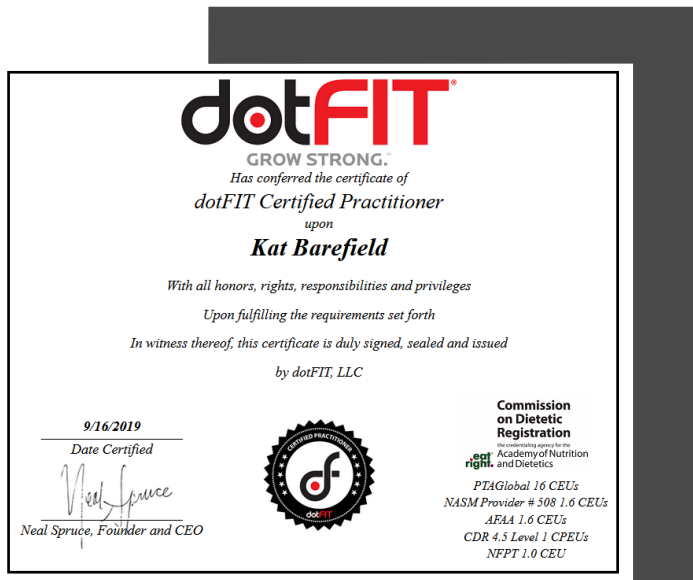 dotFIT®
GROW STRONG.™
Has conferred the certificate of
dotFIT Certified Practitioner
upon
Kat Barefield
With all honors, rights, responsibilities and privileges
Upon fulfilling the requirements set forth
In witness thereof, this certificate is duly signed, sealed and issued
by dotFIT, LLC
9/16/2019
Date Certified
Neal Spruce
Neal Spruce, Founder and CEO
CERTIFIED PRACTITIONER
df
dotFIT
Commission
on Dietetic
Registration
the credentialing agency for the
eat right. Academy of Nutrition
and Dietetics
PTAGlobal 16 CEUs
NASM Provider # 508 1.6 CEUs
AFAA 1.6 CEUs
CDR 4.5 Level 1 CPEUs
NFPT 1.0 CEU